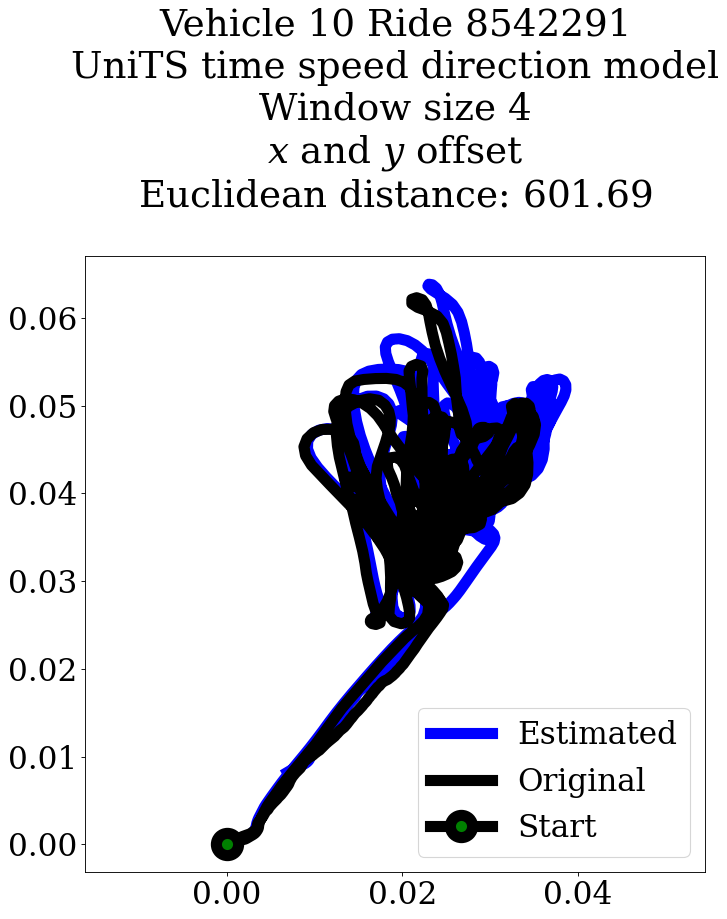 Vehicle 10 Ride 8542291
UniTS time speed direction model
Window size 4
x and y offset
Euclidean distance: 601.69
0.06
0.05
0.04
0.03
0.02
0.01
0.00
Estimated
Original
Start
0.00 0.02 0.04